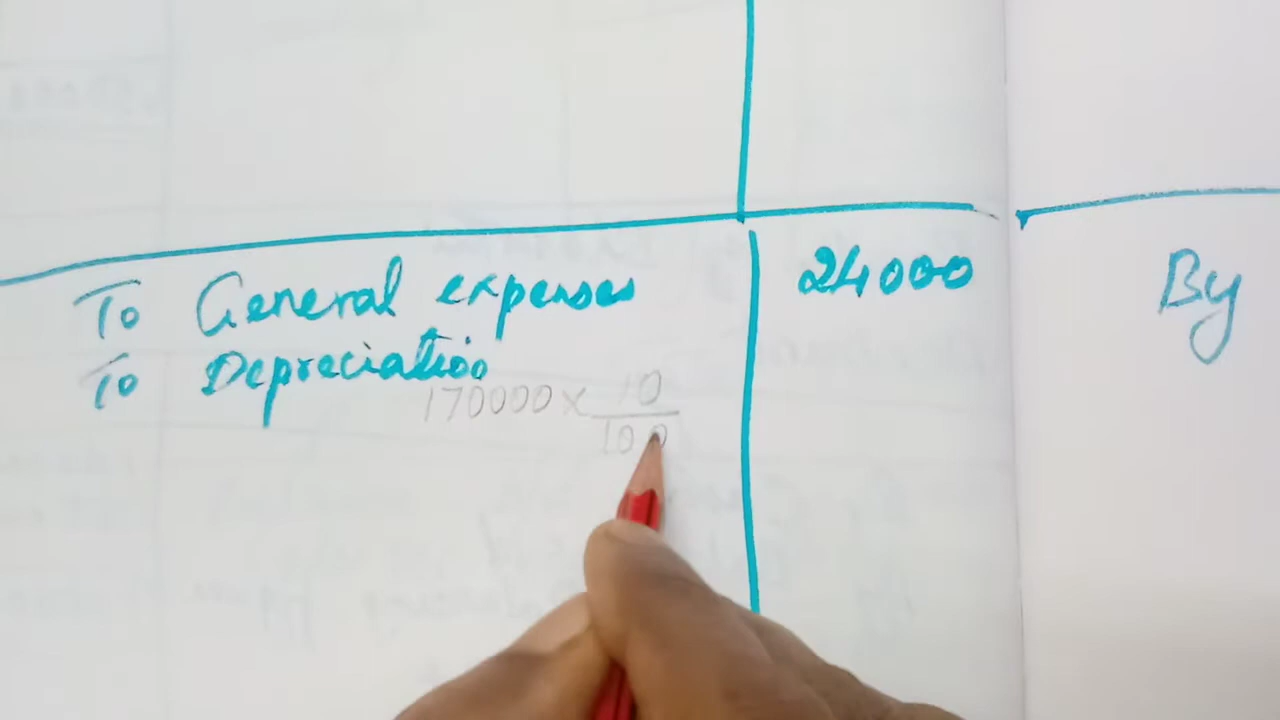 To General expenses 24000 By
To Depreciation
170000 × 10/100